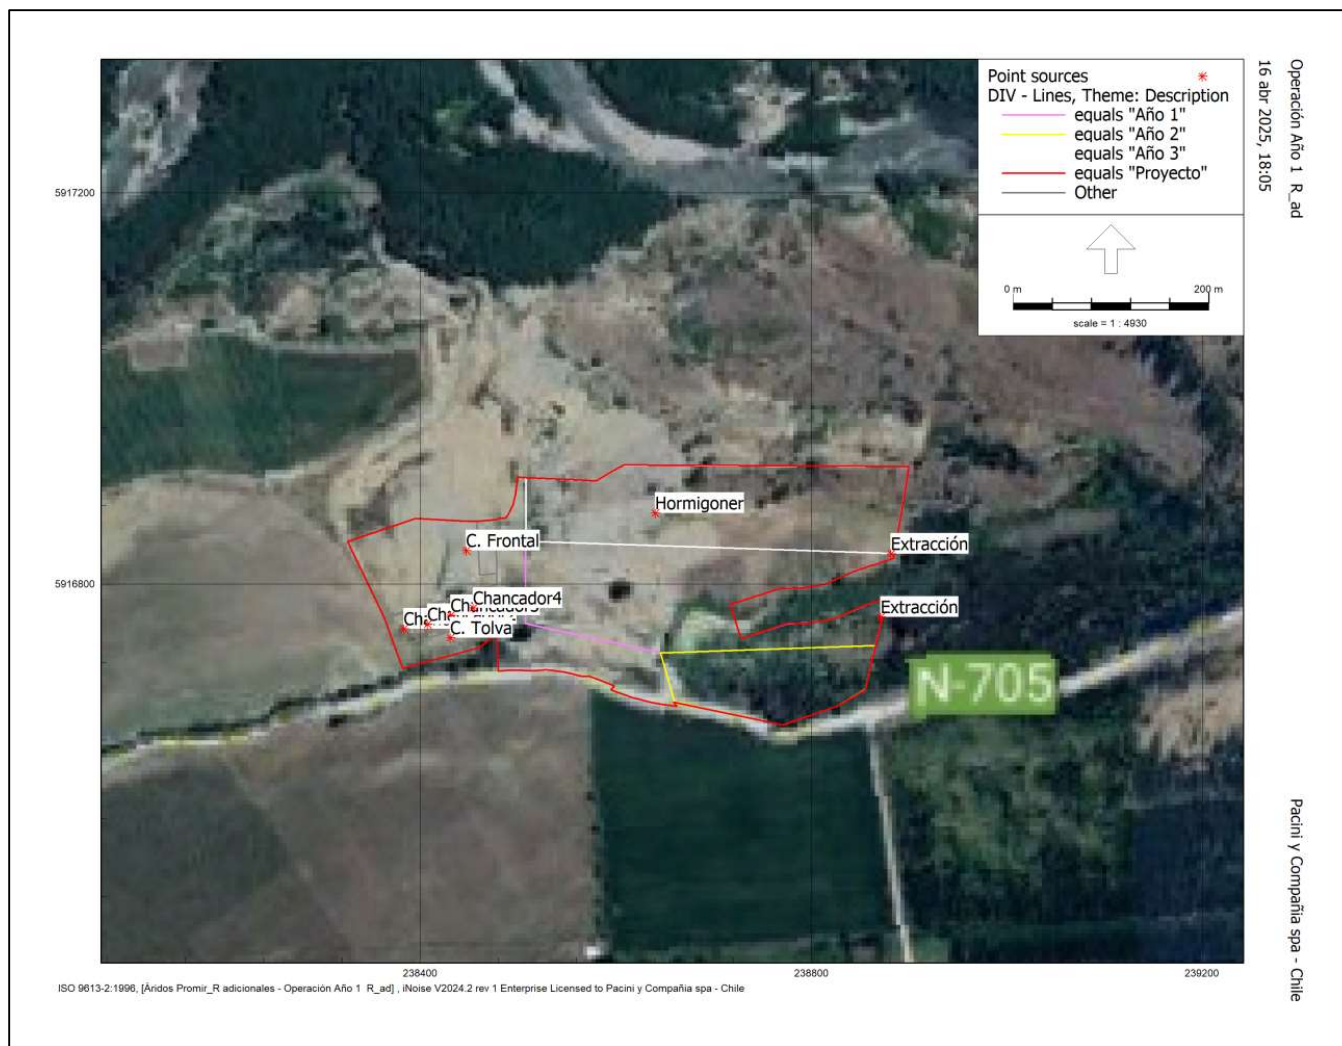 Point sources
DIV - Lines, Theme: Description
equals "Año 1"
equals "Año 2"
equals "Año 3"
equals "Proyecto"
Other
0 m
200 m
scale = 1 : 4930
Operación Año 1 R_ad
16 abr 2025, 18:05
Pacini y Compañia spa - Chile
5917200
5916800
Hormigoner
C. Frontal
Extracción
Chancador4
Extracción
C. Tolva
N-705
238400
238800
239200
ISO 9613-2:1996, [Áridos Promir_R adicionales - Operación Año 1 R_ad] , iNoise V2024.2 rev 1 Enterprise Licensed to Pacini y Compañia spa - Chile